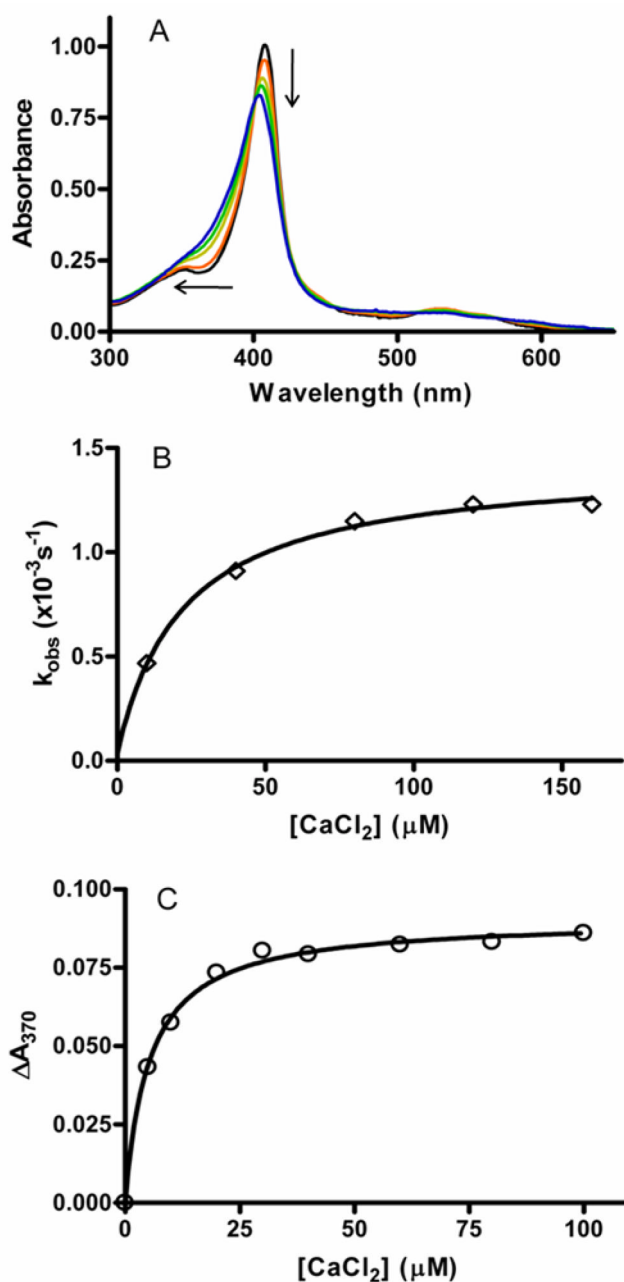 A
1.00
0.75
0.50
0.25
0.00
Absorbance
300 400 500 600
Wavelength (nm)
B
1.5
1.0
0.5
0.0
kobs (x10-3s-1)
0 50 100 150
[CaCl2] (µM)
C
0.100
0.075
0.050
0.025
0.000
ΔA370
0 25 50 75 100
[CaCl2] (µM)